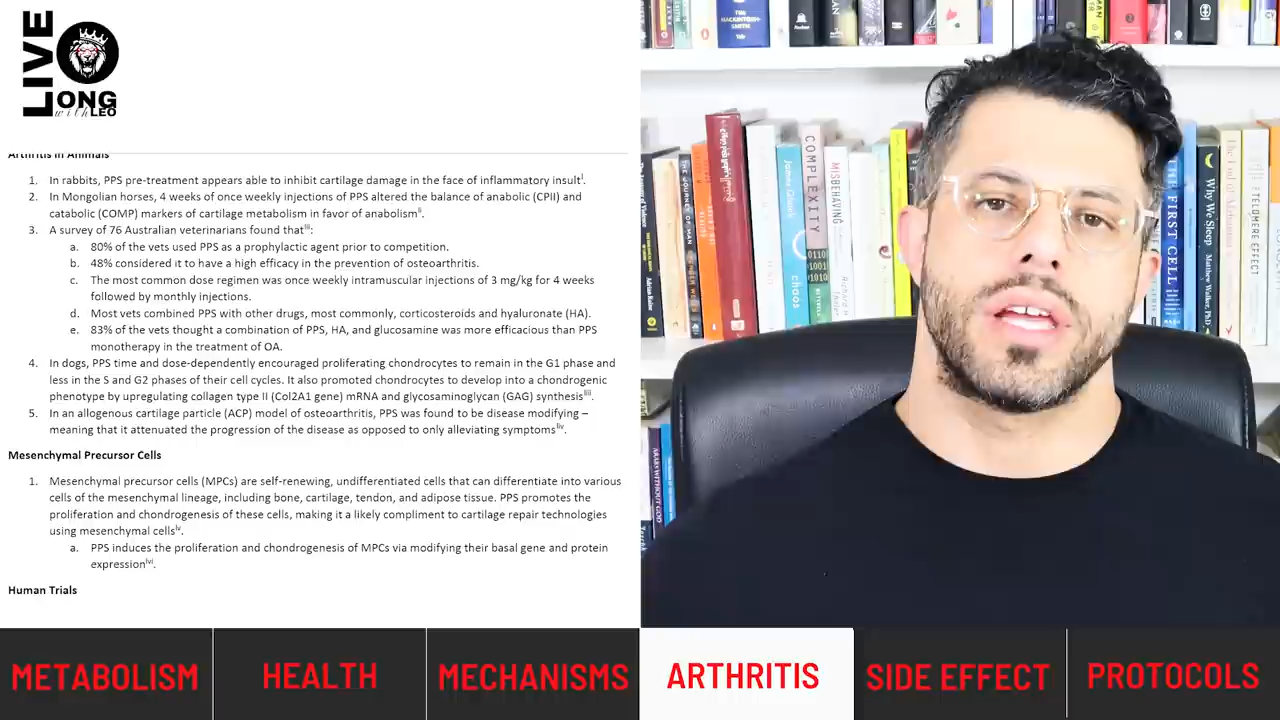 LIVE
LONG
with LEO
Arthritis in Animals
1. In rabbits, PPS pre-treatment appears able to inhibit cartilage damage in the face of inflammatory insultⁱ.
2. In Mongolian horses, 4 weeks of once weekly injections of PPS altered the balance of anabolic (CPII) and
catabolic (COMP) markers of cartilage metabolism in favor of anabolismⁱⁱ.
3. A survey of 76 Australian veterinarians found thatⁱⁱⁱ:
a. 80% of the vets used PPS as a prophylactic agent prior to competition.
b. 48% considered it to have a high efficacy in the prevention of osteoarthritis.
c. The most common dose regimen was once weekly intramuscular injection of 3 mg/kg for 4 weeks
followed by monthly injections.
d. Most vets combined PPS with other drugs, most commonly, corticosteroids and hyaluronate (HA).
e. 83% of the vets thought a combination of PPS, HA, and glucosamine was more efficacious than PPS
monotherapy in the treatment of OA.
4. In dogs, PPS time and dose-dependently encouraged proliferating chondrocytes to remain in the G1 phase and
less in the S and G2 phases of their cell cycles. It also promoted chondrocytes to develop into a chondrogenic
phenotype by upregulating collagen type II (Col2A1 gene) mRNA and glycosaminoglycan (GAG) synthesisˡⁱⁱⁱ.
5. In an allogenous cartilage particle (ACP) model of osteoarthritis, PPS was found to be disease modifying –
meaning that it attenuated the progression of the disease as opposed to only alleviating symptomsˡⁱᵛ.
Mesenchymal Precursor Cells
1. Mesenchymal precursor cells (MPCs) are self-renewing, undifferentiated cells that can differentiate into various
cells of the mesenchymal lineage, including bone, cartilage, tendon, and adipose tissue. PPS promotes the
proliferation and chondrogenesis of these cells, making it a likely compliment to cartilage repair technologies
using mesenchymal cellsˡᵛ.
a. PPS induces the proliferation and chondrogenesis of MPCs via modifying their basal gene and protein
expressionˡᵛⁱ.
Human Trials
COMPLEXITY
MISBEHAVING
chaos
THE FIRST CELL
Why We Sleep Matthew Walker, PhD
TELOMERE EFFECT
METABOLISM
HEALTH
MECHANISMS
ARTHRITIS
SIDE EFFECT
PROTOCOLS